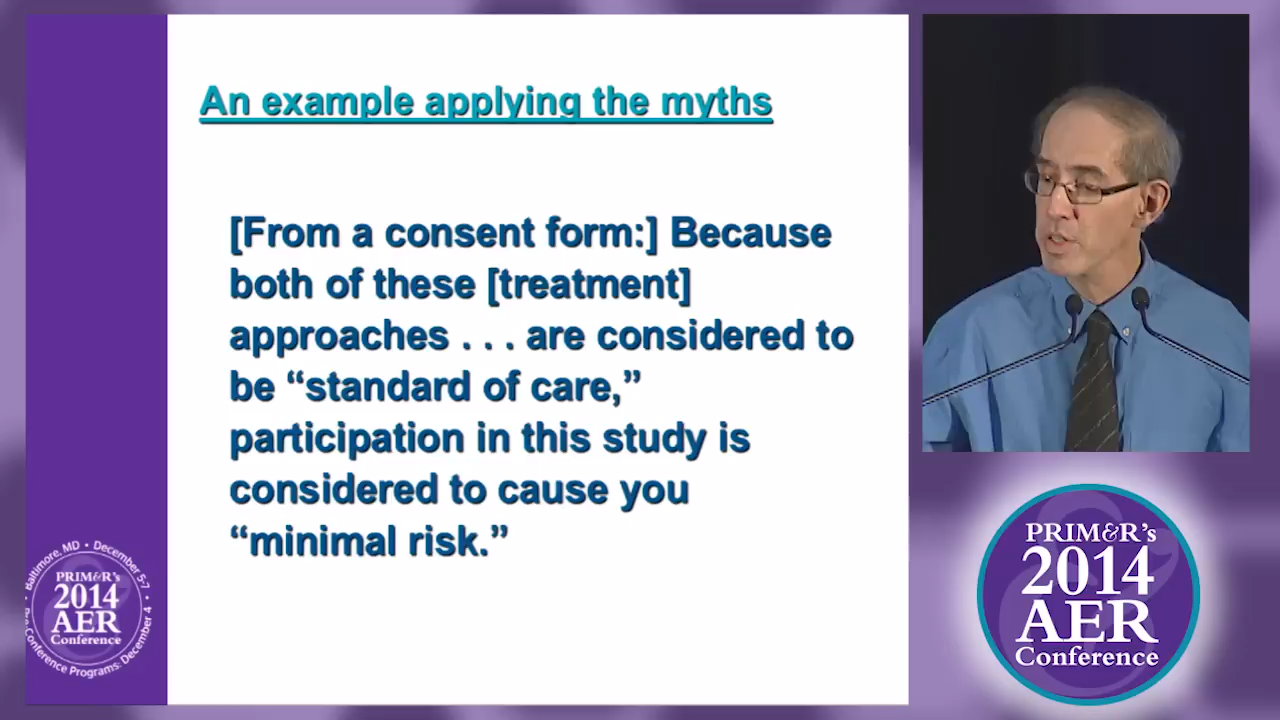 An example applying the myths
[From a consent form:] Because
both of these [treatment]
approaches . . . are considered to
be “standard of care,”
participation in this study is
considered to cause you
“minimal risk.”
Baltimore, MD • December 5-7
PRIM&R's
2014
AER
Conference
Pre-Conference Programs: December 4
PRIM&R's
2014
AER
Conference